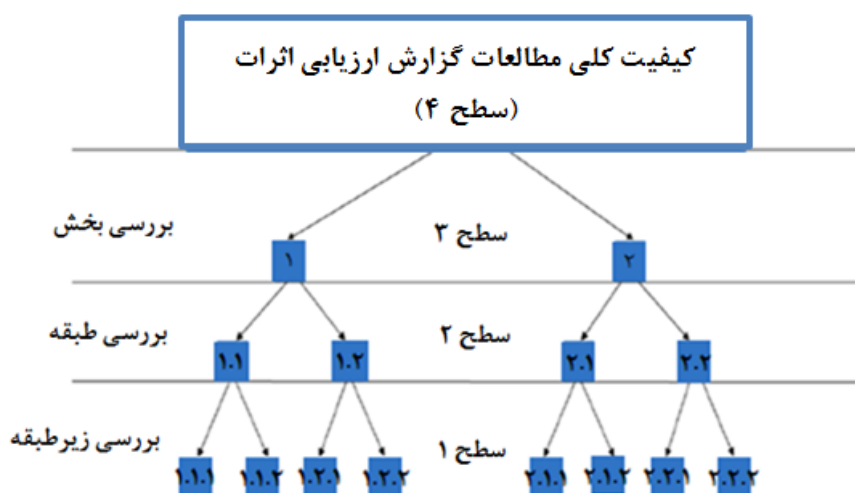 کیفیت کلی مطالعات گزارش ارزیابی اثرات
(سطح ۴)
بررسی بخش
سطح ۳
۱
۲
بررسی طبقه
سطح ۲
۱.۱
۱.۲
۲.۱
۲.۲
بررسی زیرطبقه
سطح ۱
۱.۱.۱
۱.۱.۲
۱.۲.۱
۱.۲.۲
۲.۱.۱
۲.۱.۲
۲.۲.۱
۲.۲.۲